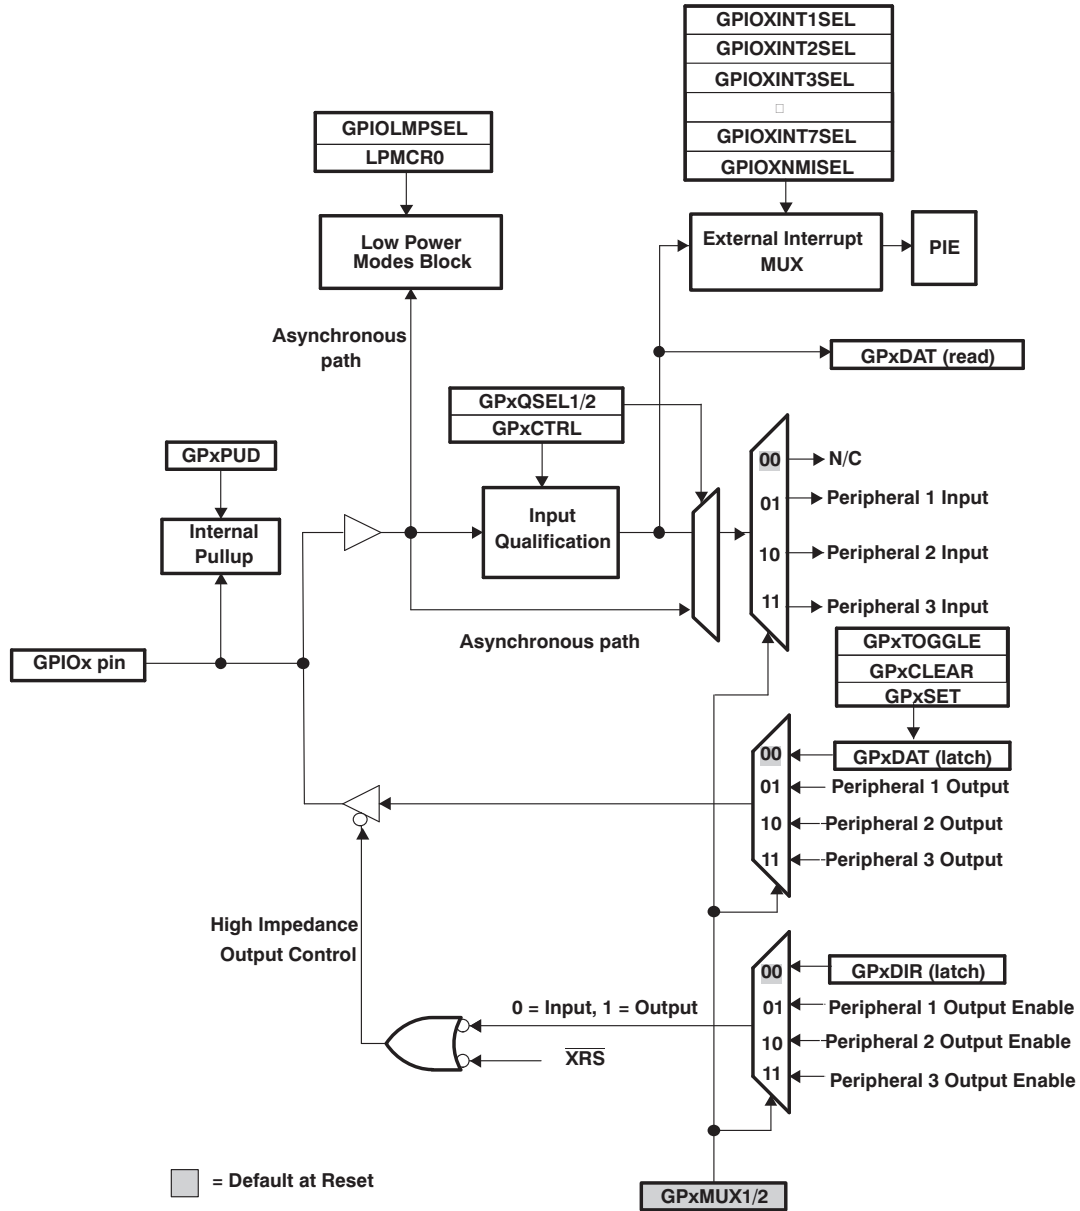 GPIOXINT1SEL
GPIOXINT2SEL
GPIOXINT3SEL
GPIOXINT7SEL
GPIOXNMISEL
GPIOLMPSEL
LPMCR0
Low Power
Modes Block
External Interrupt
MUX
PIE
Asynchronous
path
GPxDAT (read)
GPxQSEL1/2
GPxCTRL
GPxPUD
Internal
Pullup
Input
Qualification
00
01
10
11
N/C
Peripheral 1 Input
Peripheral 2 Input
Peripheral 3 Input
Asynchronous path
GPIOx pin
GPxTOGGLE
GPxCLEAR
GPxSET
00
01
10
11
GPxDAT (latch)
Peripheral 1 Output
Peripheral 2 Output
Peripheral 3 Output
High Impedance
Output Control
00
01
10
11
GPxDIR (latch)
Peripheral 1 Output Enable
Peripheral 2 Output Enable
Peripheral 3 Output Enable
0 = Input, 1 = Output
XRS
= Default at Reset
GPxMUX1/2